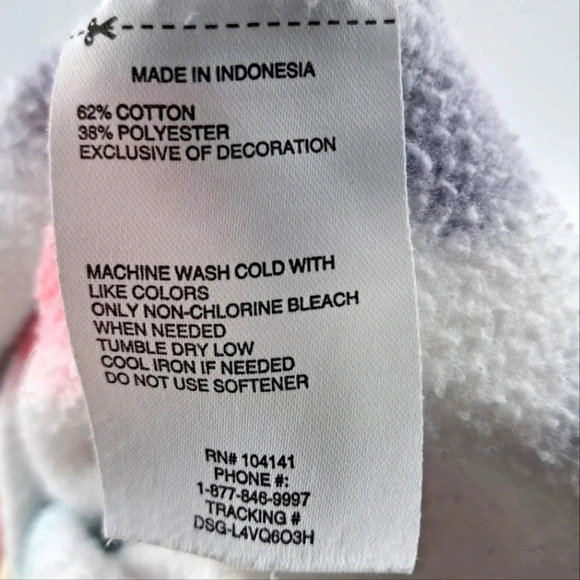 MADE IN INDONESIA
62% COTTON
38% POLYESTER
EXCLUSIVE OF DECORATION
MACHINE WASH COLD WITH
LIKE COLORS
ONLY NON-CHLORINE BLEACH
WHEN NEEDED
TUMBLE DRY LOW
COOL IRON IF NEEDED
DO NOT USE SOFTENER
RN# 104141
PHONE #:
1-877-846-9997
TRACKING #
DSG-L4VQ6O3H